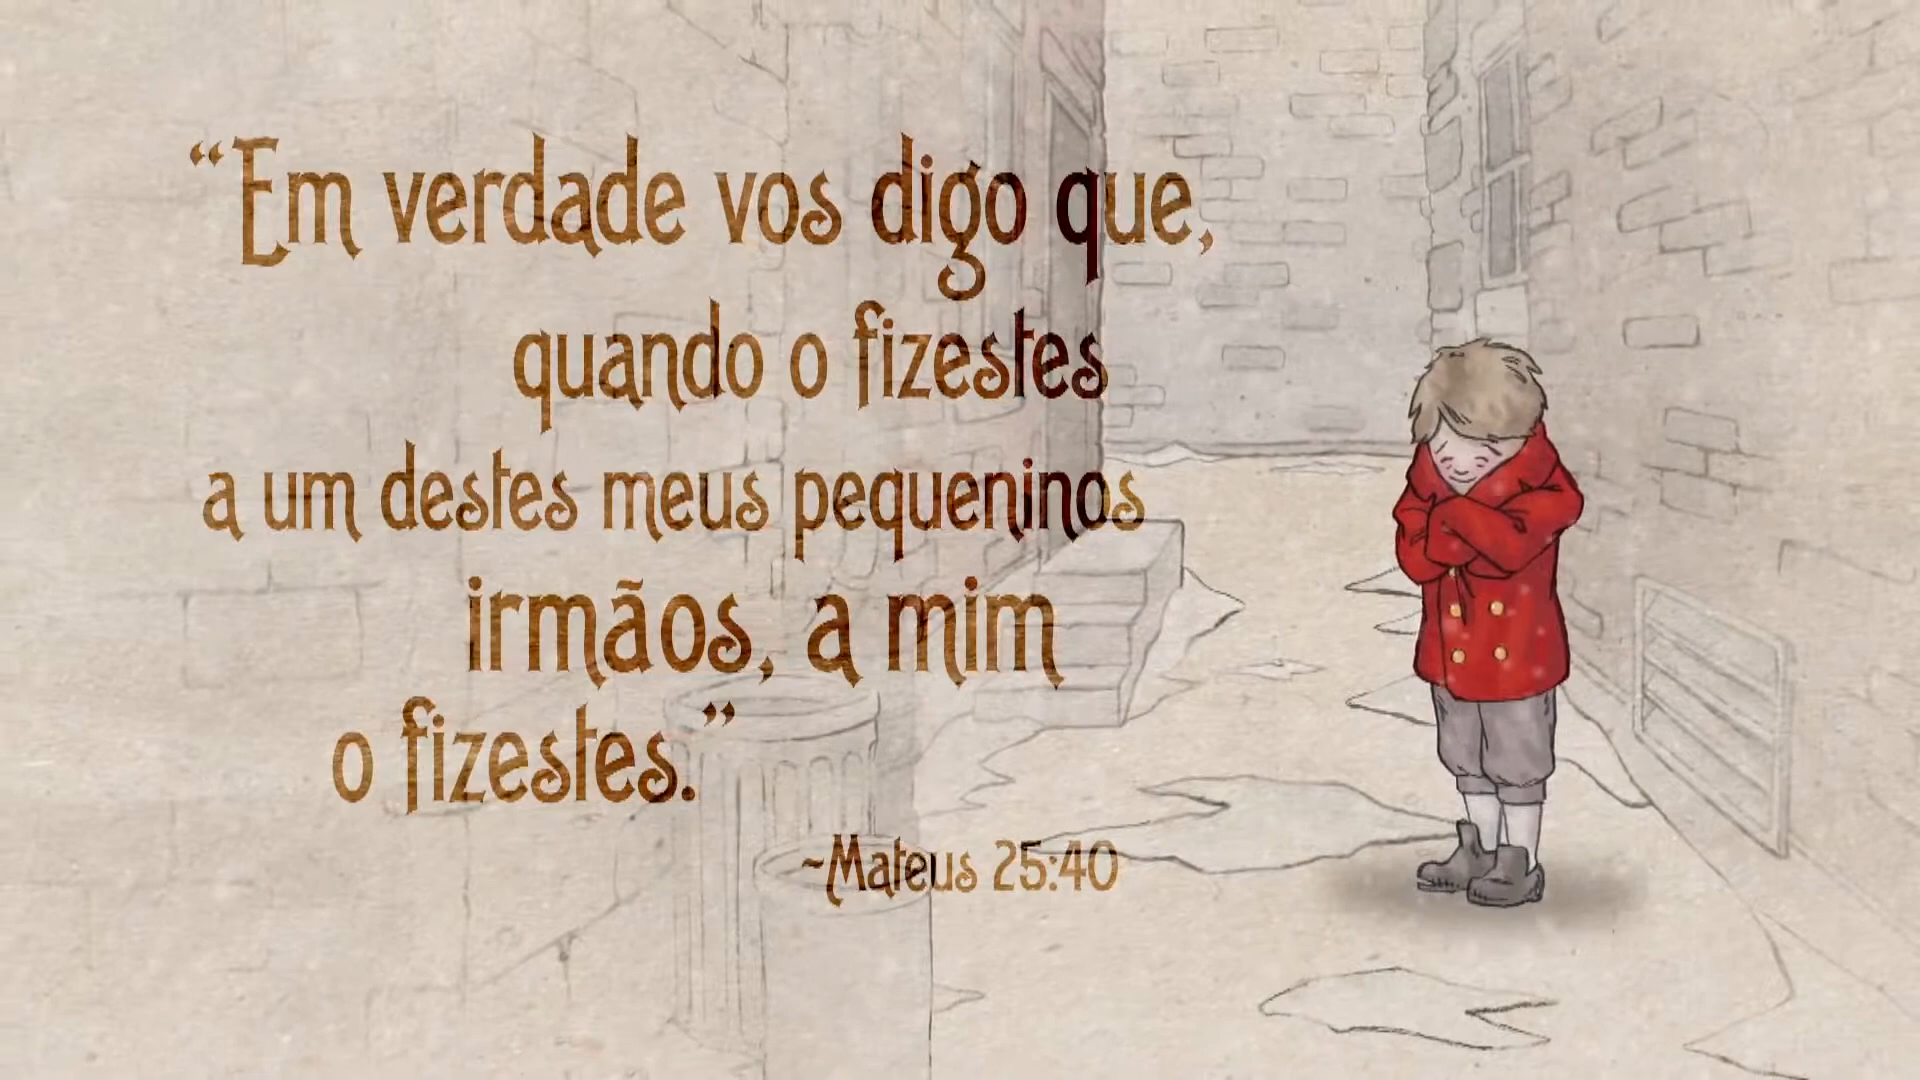 “Em verdade vos digo que,
quando o fizestes
a um destes meus pequeninos
irmãos, a mim
o fizestes.”
~Mateus 25:40